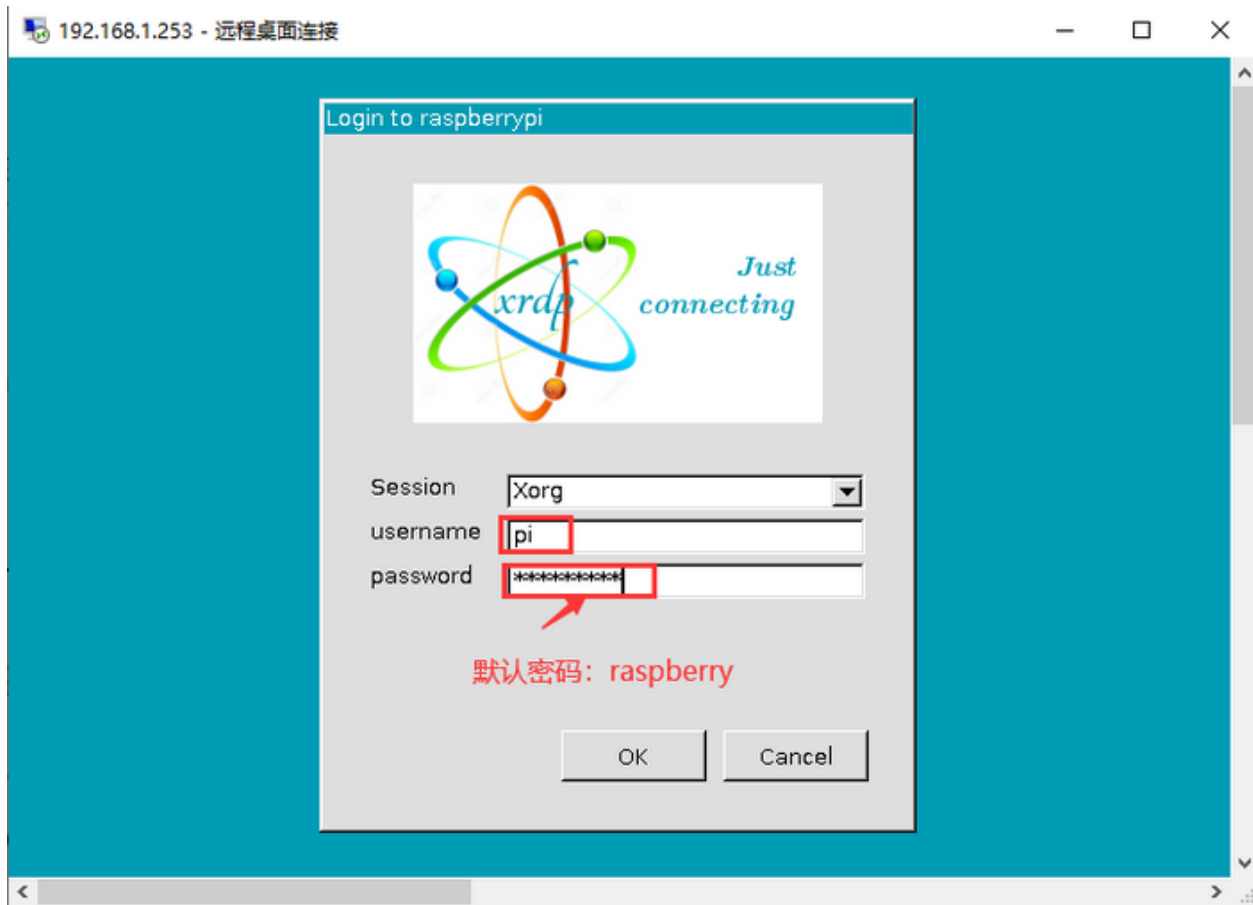 192.168.1.253 - 远程桌面连接
Login to raspberrypi
xrdp
Just
connecting
Session
Xorg
username
pi
password
**********
默认密码：raspberry
OK
Cancel